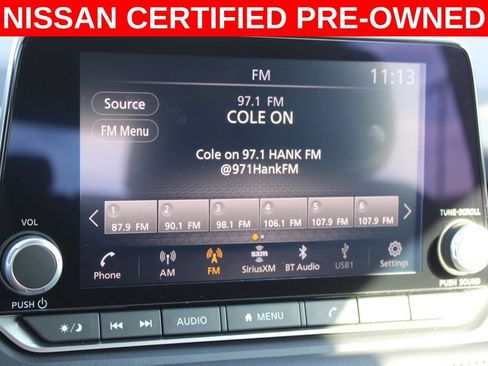 NISSAN CERTIFIED PRE-OWNED
FM
11:13
Source
97.1 FM
COLE ON
FM Menu
Cole on 97.1 HANK FM
@971HankFM
1 2 3 4 5 6
87.9 FM 90.1 FM 98.1 FM 106.1 FM 107.9 FM 107.9 FM
VOL
TUNE·SCROLL
sxm
Phone AM FM SiriusXM BT Audio USB1 Settings
PUSH
PUSH SOUND
AUDIO
MENU